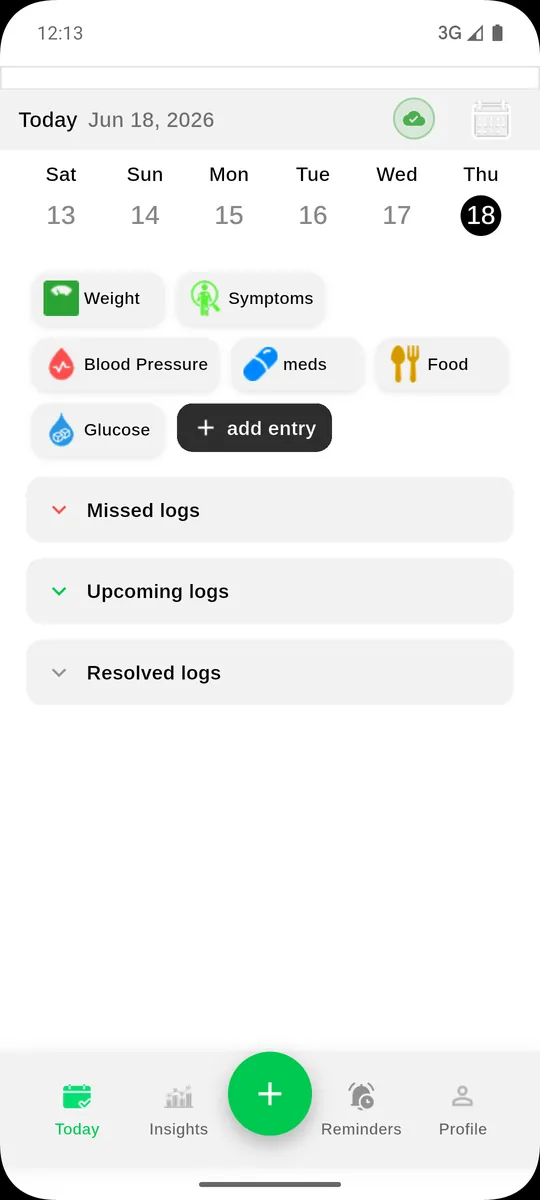 12:13 3G
Today Jun 18, 2026
Sat Sun Mon Tue Wed Thu
13 14 15 16 17 18
Weight Symptoms
Blood Pressure meds Food
Glucose + add entry
Missed logs
Upcoming logs
Resolved logs
+
Today Insights Reminders Profile